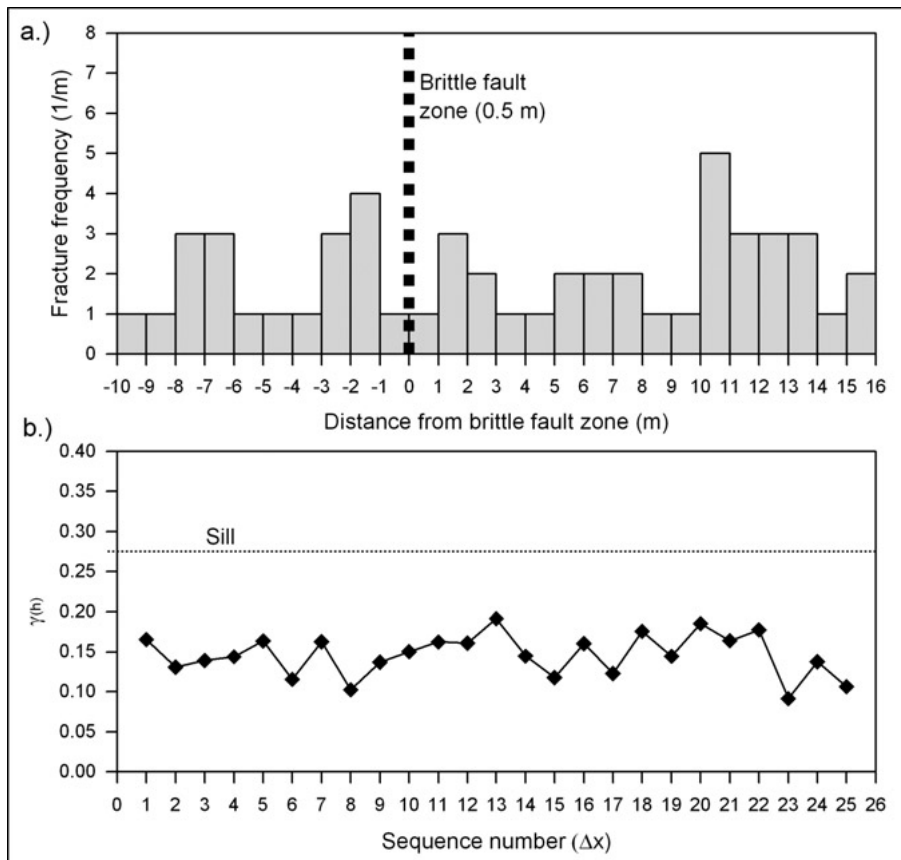 a.)
Fracture frequency (1/m)
8
7
6
5
4
3
2
1
0
Brittle fault
zone (0.5 m)
-10 -9 -8 -7 -6 -5 -4 -3 -2 -1 0 1 2 3 4 5 6 7 8 9 10 11 12 13 14 15 16
Distance from brittle fault zone (m)
b.)
γ(h)
0.40
0.35
0.30
0.25
0.20
0.15
0.10
0.05
0.00
Sill
0 1 2 3 4 5 6 7 8 9 10 11 12 13 14 15 16 17 18 19 20 21 22 23 24 25 26
Sequence number (Δx)